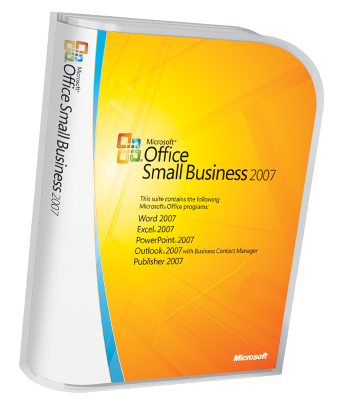 Microsoft®
Office
Small Business 2007
Microsoft®
Office
Small Business 2007
This suite contains the following
Microsoft® Office programs:
Word 2007
Excel® 2007
PowerPoint® 2007
Outlook® 2007 with Business Contact Manager
Publisher 2007
Microsoft